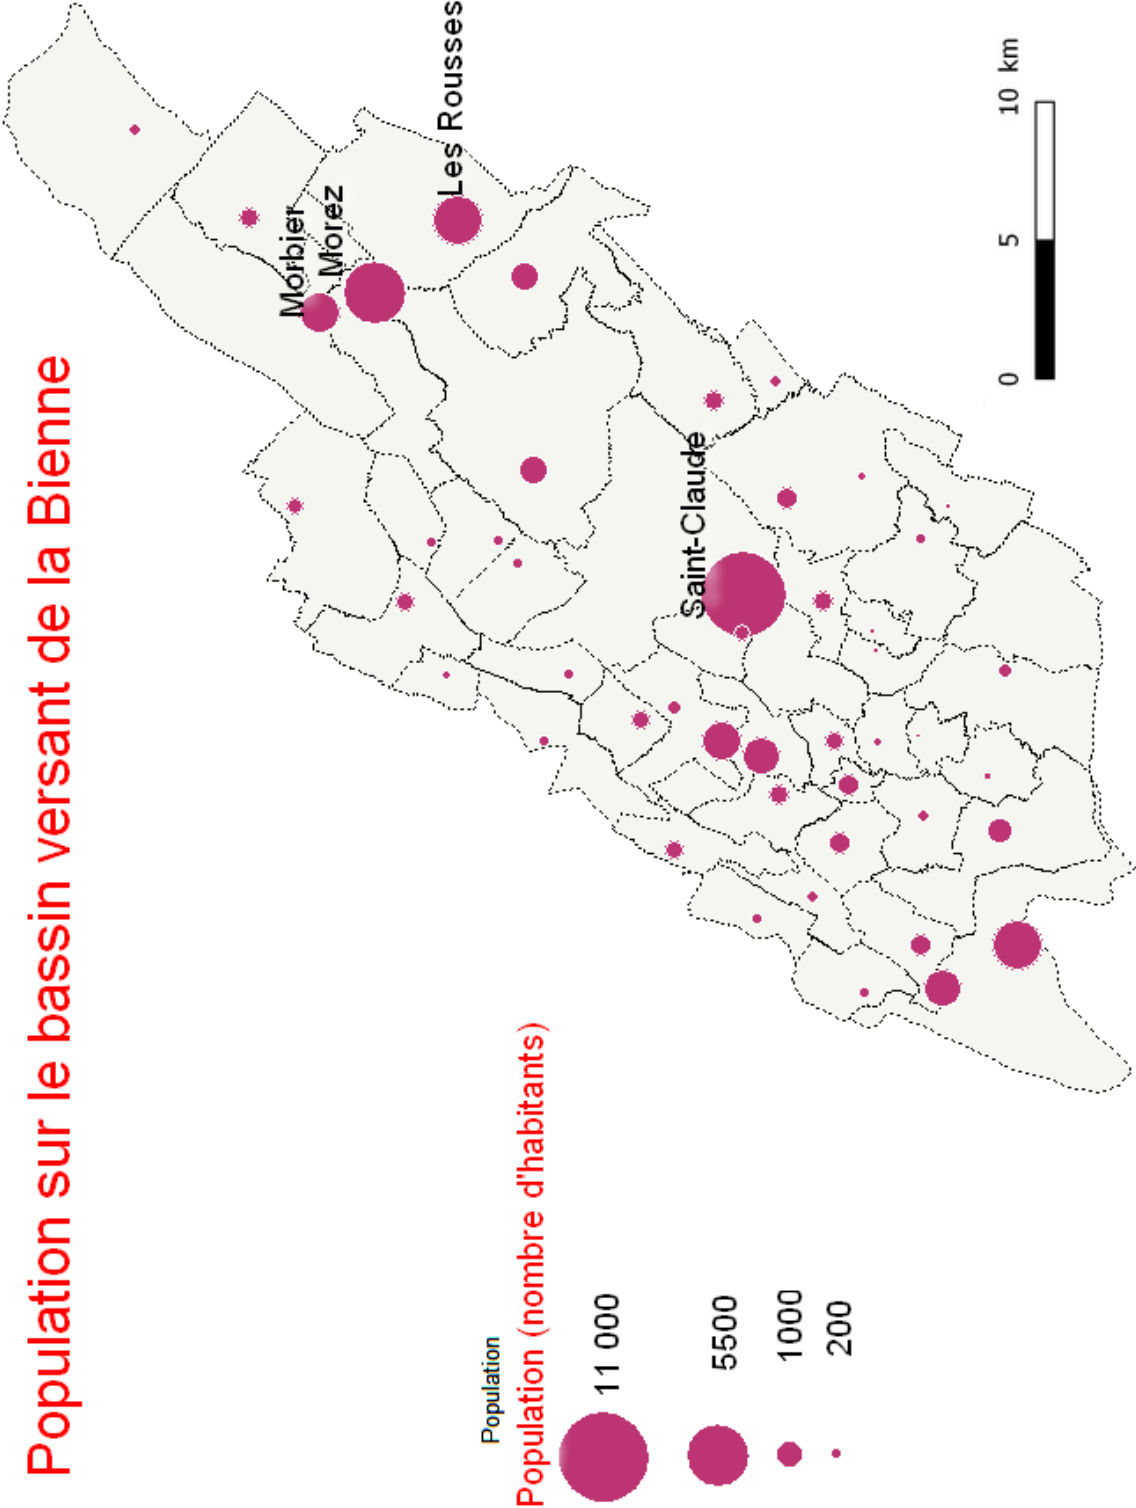 Population sur le bassin versant de la Bienne
Les Rousses
Morbier
Morez
Saint-Claude
Population
Population (nombre d'habitants)
11 000
5500
1000
200
0 5 10 km